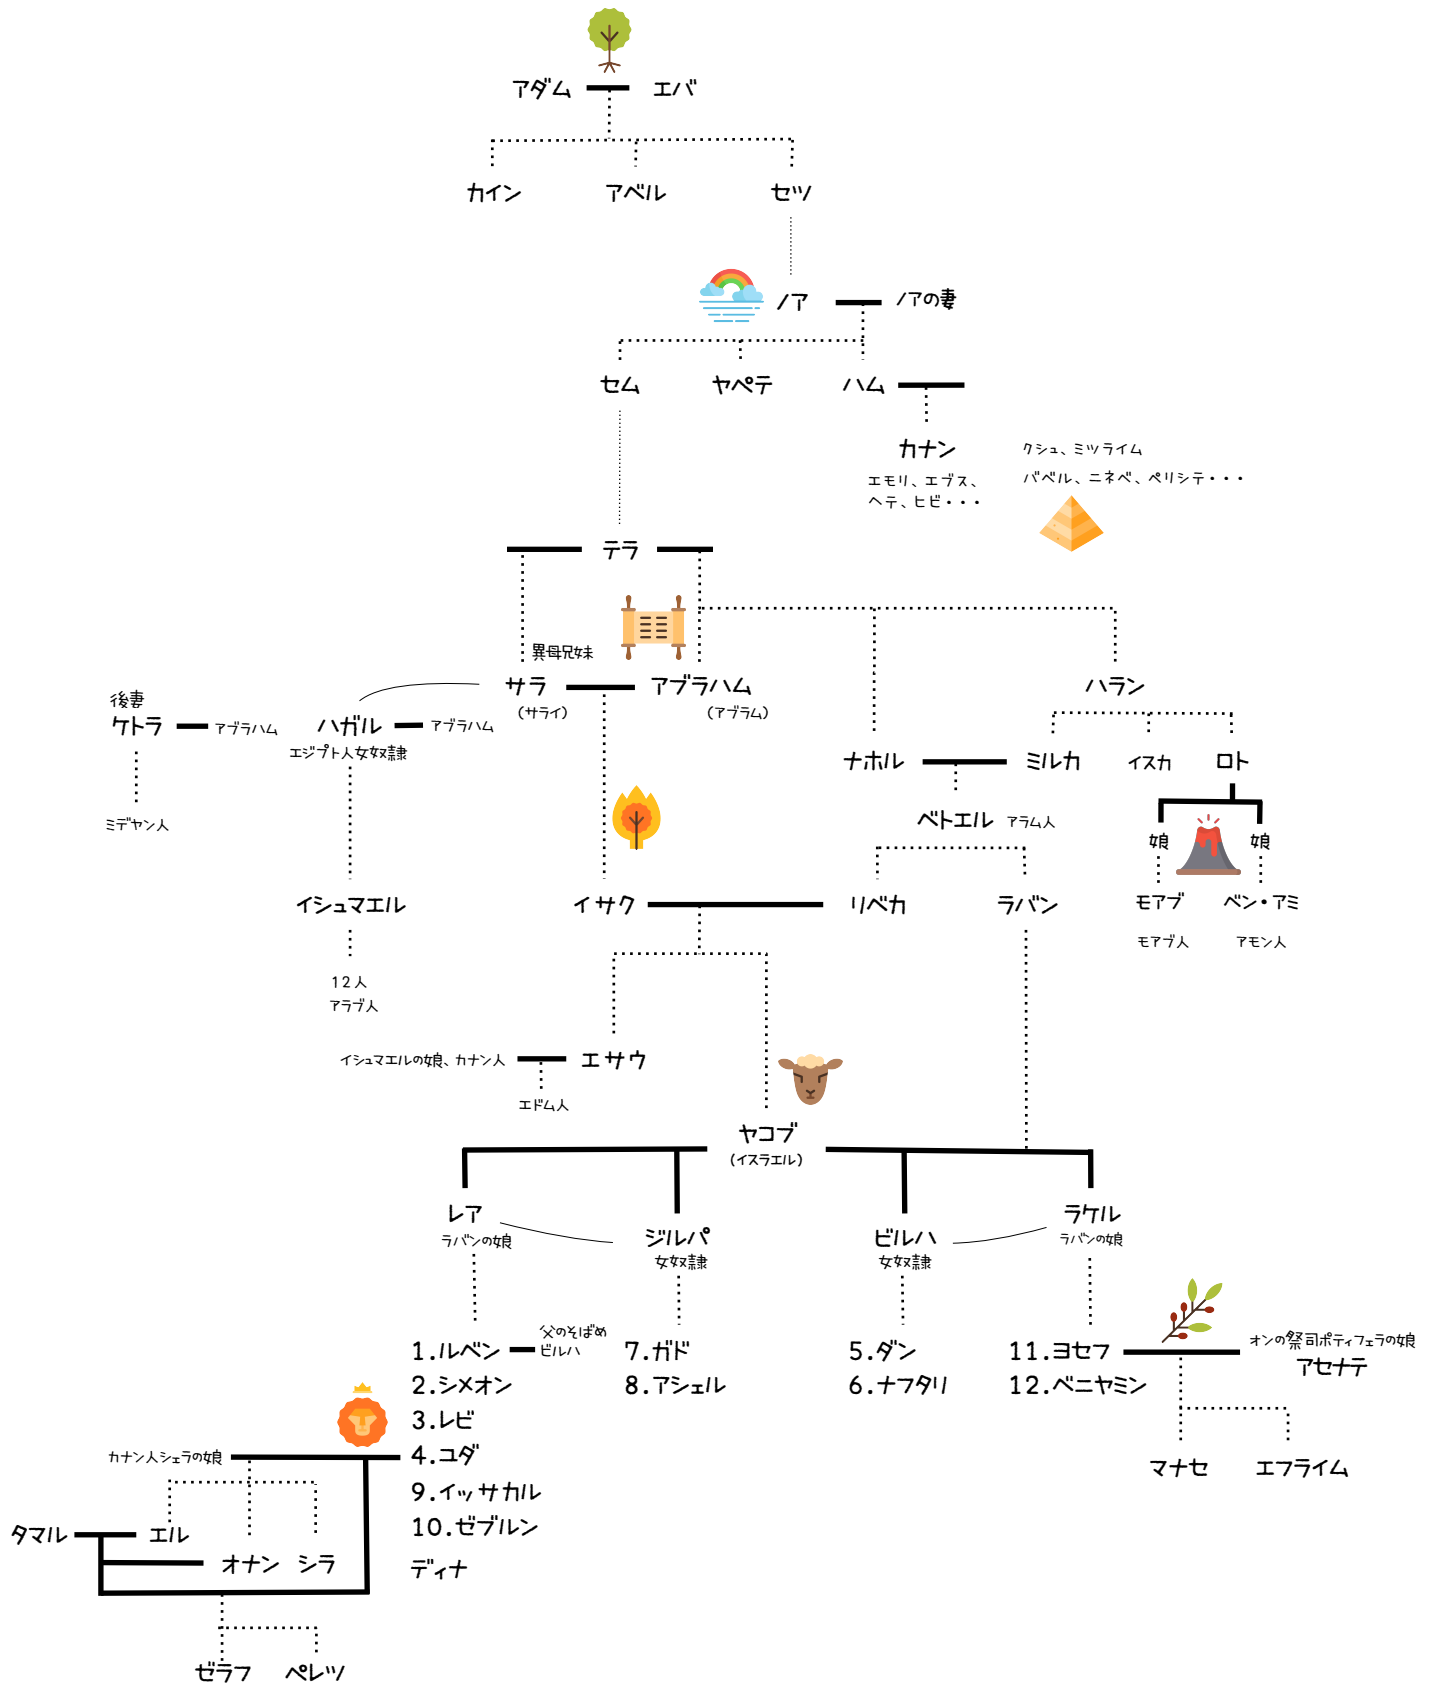 アダム
エバ
カイン
アベル
セツ
ノア
ノアの妻
セム
ヤペテ
ハム
カナン
エモリ、エブス、
ヘテ、ヒビ・・・
クシュ、ミツライム
バベル、ニネベ、ペリシテ・・・
テラ
異母兄妹
サラ
(サライ)
アブラハム
(アブラム)
ハラン
後妻
ケトラ
アブラハム
ハガル
エジプト人女奴隷
アブラハム
ナホル
ミルカ
イスカ
ロト
ミデヤン人
ベトエル
アラム人
娘
娘
イシュマエル
イサク
リベカ
ラバン
モアブ
ベン・アミ
モアブ人
アモン人
12人
アラブ人
イシュマエルの娘、カナン人
エサウ
エドム人
ヤコブ
(イスラエル)
レア
ラバンの娘
ジルパ
女奴隷
ビルハ
女奴隷
ラケル
ラバンの娘
1.ルベン
父のそばめ
ビルハ
2.シメオン
3.レビ
4.ユダ
9.イッサカル
10.ゼブルン
ディナ
7.ガド
8.アシェル
5.ダン
6.ナフタリ
11.ヨセフ
12.ベニヤミン
オンの祭司ポティフェラの娘
アセナテ
マナセ
エフライム
カナン人シェラの娘
タマル
エル
オナン
シラ
ゼラフ
ペレツ